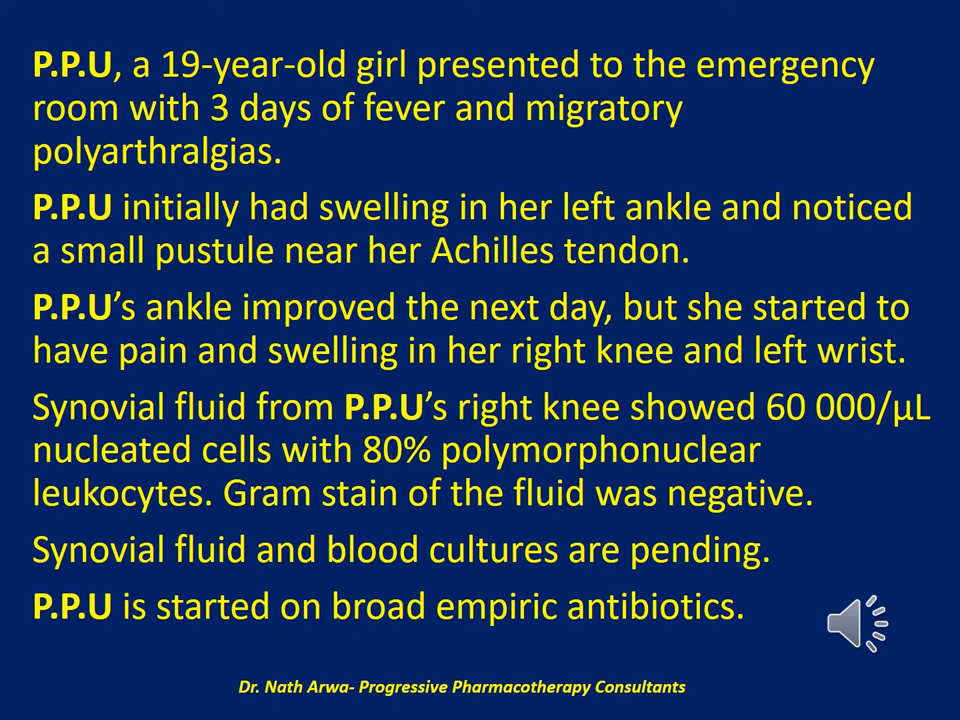 P.P.U, a 19-year-old girl presented to the emergency
room with 3 days of fever and migratory
polyarthralgias.
P.P.U initially had swelling in her left ankle and noticed
a small pustule near her Achilles tendon.
P.P.U’s ankle improved the next day, but she started to
have pain and swelling in her right knee and left wrist.
Synovial fluid from P.P.U’s right knee showed 60 000/µL
nucleated cells with 80% polymorphonuclear
leukocytes. Gram stain of the fluid was negative.
Synovial fluid and blood cultures are pending.
P.P.U is started on broad empiric antibiotics.
Dr. Nath Arwa- Progressive Pharmacotherapy Consultants